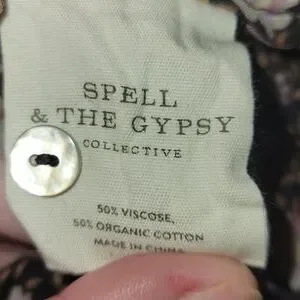 SPELL
& THE GYPSY
COLLECTIVE
50% VISCOSE,
50% ORGANIC COTTON
MADE IN CHINA